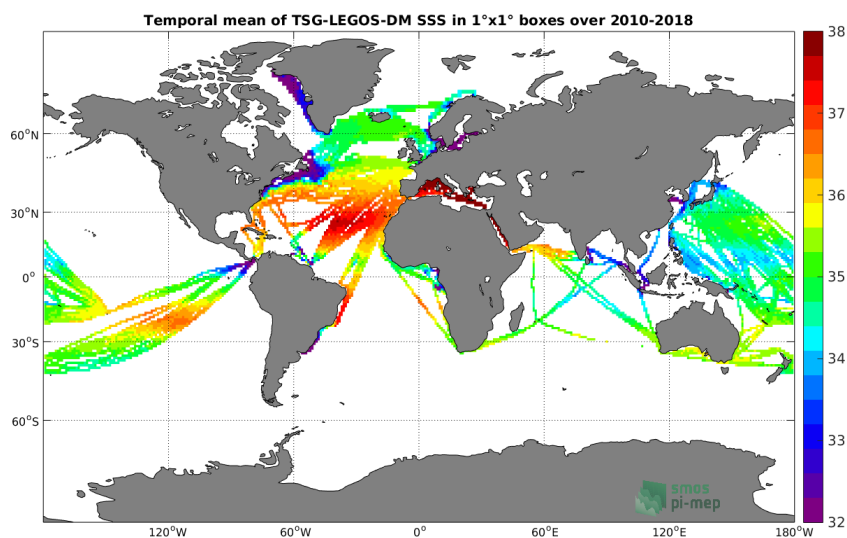 Temporal mean of TSG-LEGOS-DM SSS in 1°x1° boxes over 2010-2018
60°N
30°N
0°
30°S
60°S
120°W
60°W
0°
60°E
120°E
180°W
38
37
36
35
34
33
32
smos
pi-mep